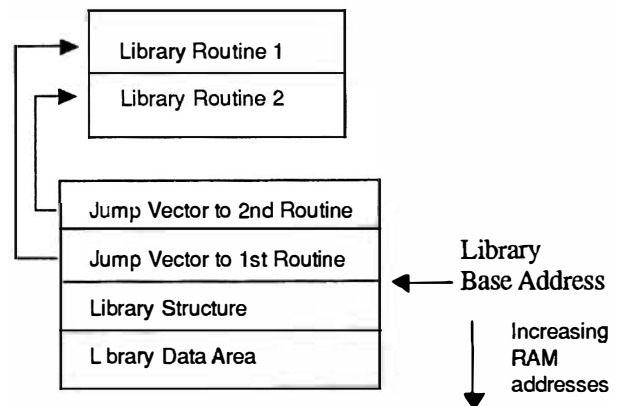 Library Routine 1
Library Routine 2
Jump Vector to 2nd Routine
Jump Vector to 1st Routine
Library Structure
L brary Data Area
Library
Base Address
Increasing
RAM
addresses